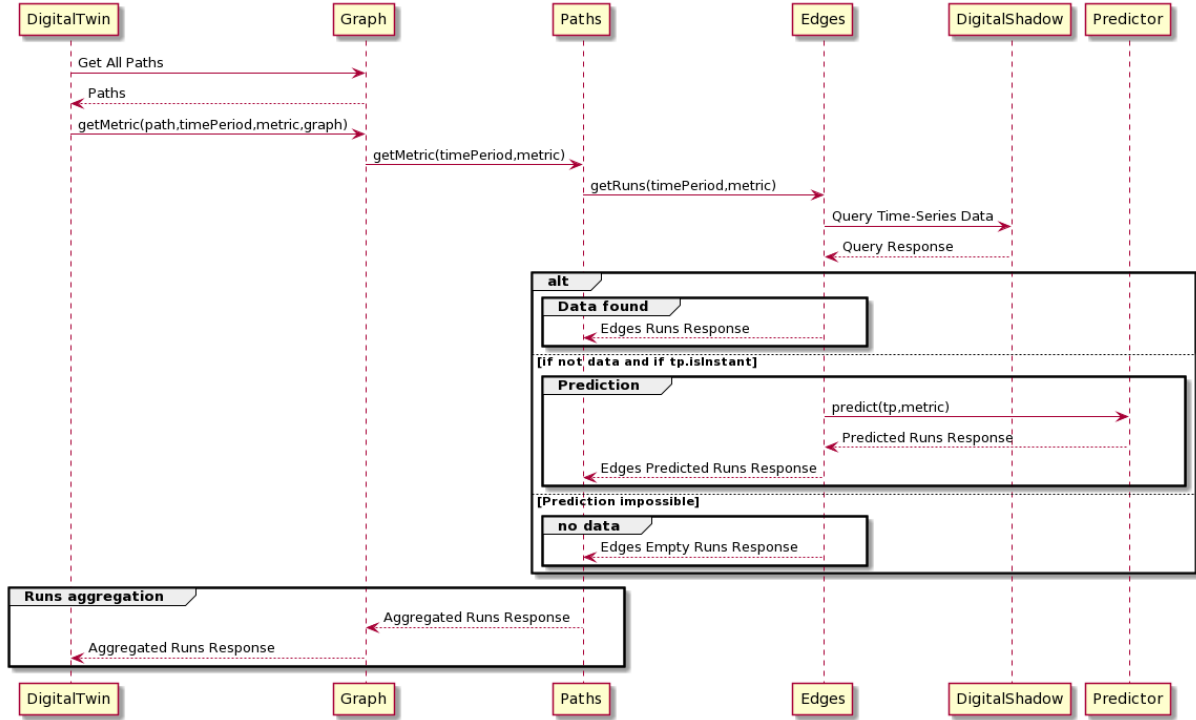 DigitalTwin Graph Paths Edges DigitalShadow Predictor
Get All Paths
Paths
getMetric(path,timePeriod,metric,graph)
getMetric(timePeriod,metric)
getRuns(timePeriod,metric)
Query Time-Series Data
Query Response
alt
Data found
Edges Runs Response
[if not data and if tp.isInstant]
Prediction
predict(tp,metric)
Predicted Runs Response
Edges Predicted Runs Response
[Prediction impossible]
no data
Edges Empty Runs Response
Runs aggregation
Aggregated Runs Response
Aggregated Runs Response
DigitalTwin Graph Paths Edges DigitalShadow Predictor